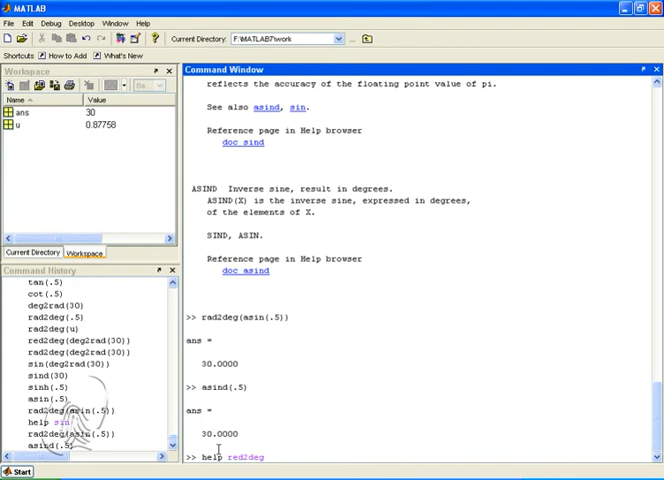 MATLAB
File Edit Debug Desktop Window Help
Current Directory: F:\MATLAB7\work
Shortcuts How to Add What's New
Workspace
Name Value
ans 30
u 0.87758
Current Directory Workspace
Command History
tan(.5)
cot(.5)
deg2rad(30)
rad2deg(.5)
rad2deg(u)
red2deg(deg2rad(30))
rad2deg(deg2rad(30))
sin(deg2rad(30))
sind(30)
sinh(.5)
asin(.5)
rad2deg(asin(.5))
help sin
rad2deg(asin(.5))
asind(.5)
Command Window
reflects the accuracy of the floating point value of pi.
See also asind, sin.
Reference page in Help browser
doc sind
ASIND Inverse sine, result in degrees.
ASIND(X) is the inverse sine, expressed in degrees,
of the elements of X.
SIND, ASIN.
Reference page in Help browser
doc asind
>> rad2deg(asin(.5))
ans =
30.0000
>> asind(.5)
ans =
30.0000
>> help red2deg
Start